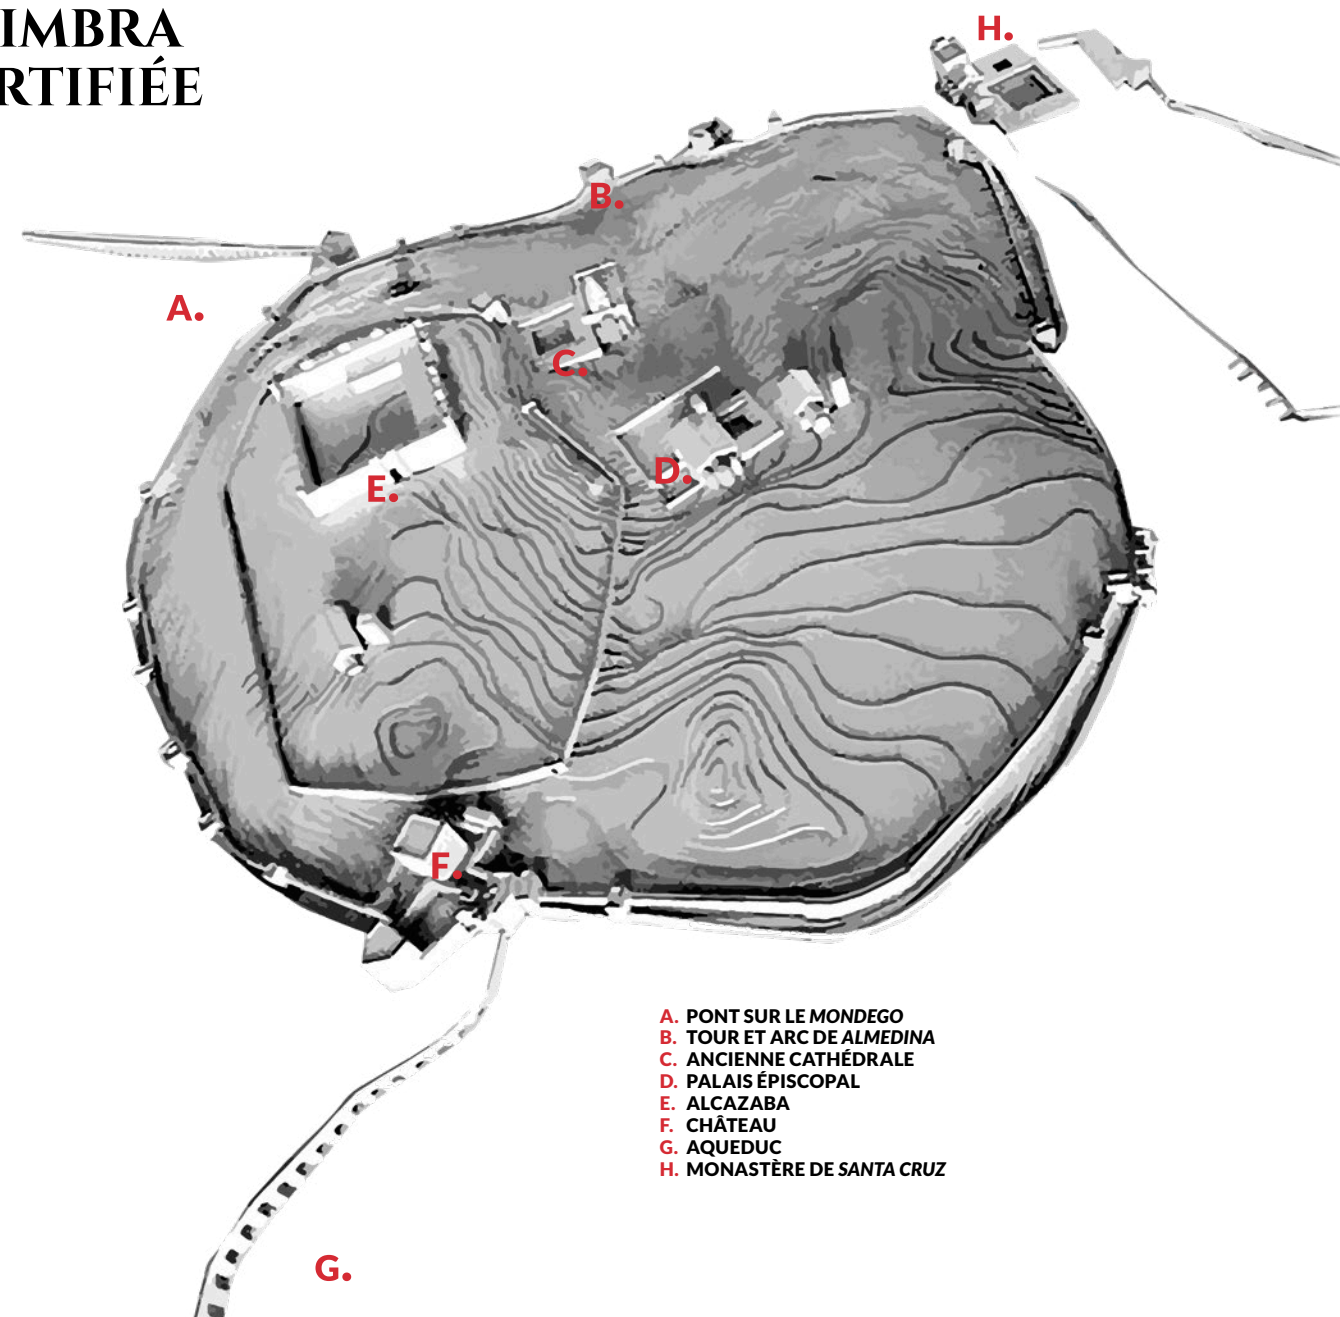 IMBRA
RTIFIÉE
H.
B.
A.
C.
D.
E.
F.
A. PONT SUR LE MONDEGO
B. TOUR ET ARC DE ALMEDINA
C. ANCIENNE CATHÉDRALE
D. PALAIS ÉPISCOPAL
E. ALCAZABA
F. CHÂTEAU
G. AQUEDUC
H. MONASTÈRE DE SANTA CRUZ
G.